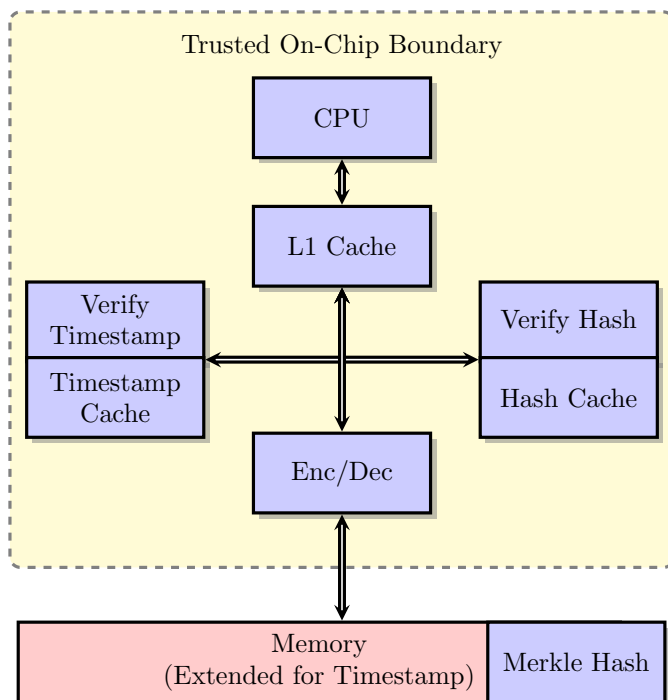 Trusted On-Chip Boundary
CPU
L1 Cache
Verify
Timestamp
Timestamp
Cache
Verify Hash
Hash Cache
Enc/Dec
Memory
(Extended for Timestamp)
Merkle Hash